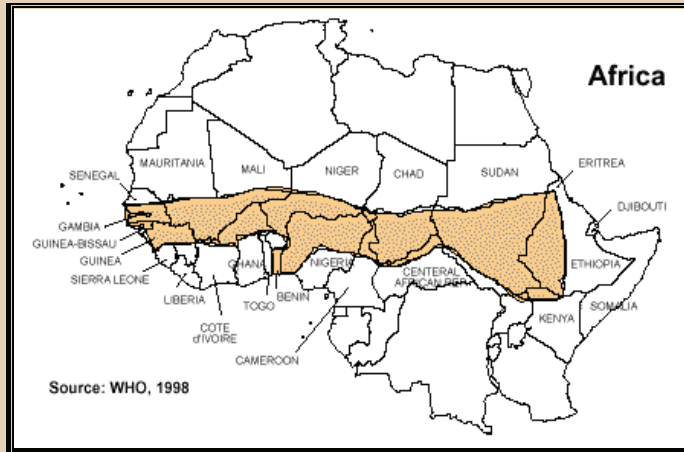 Africa
MAURITANIA
MALI
NIGER
CHAD
SUDAN
ERITREA
SENEGAL
DJIBOUTI
GAMBIA
GUINEA-BISSAU
GUINEA
SIERRA LEONE
LIBERIA
COTE
d'IVOIRE
GHANA
TOGO
BENIN
NIGERIA
CAMEROON
CENTERAL
AFRICAN REP.
ETHIOPIA
SOMALIA
KENYA
Source: WHO, 1998